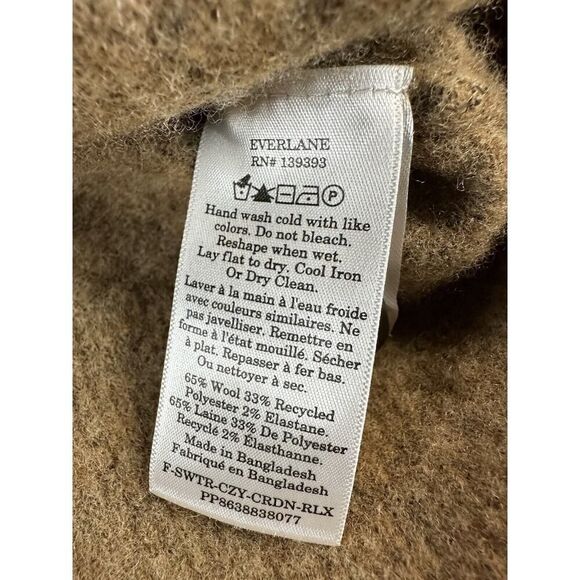 EVERLANE
RN# 139393
P
Hand wash cold with like
colors. Do not bleach.
Reshape when wet.
Lay flat to dry. Cool Iron
Or Dry Clean.
Laver à la main à l'eau froide
avec couleurs similaires. Ne
pas javelliser. Remettre en
forme à l'état mouillé. Sécher
à plat. Repasser à fer bas.
Ou nettoyer à sec.
65% Wool 33% Recycled
Polyester 2% Elastane.
65% Laine 33% De Polyester
Recyclé 2% Élasthanne.
Made in Bangladesh
Fabriqué en Bangladesh
F-SWTR-CZY-CRDN-RLX
PP8638838077